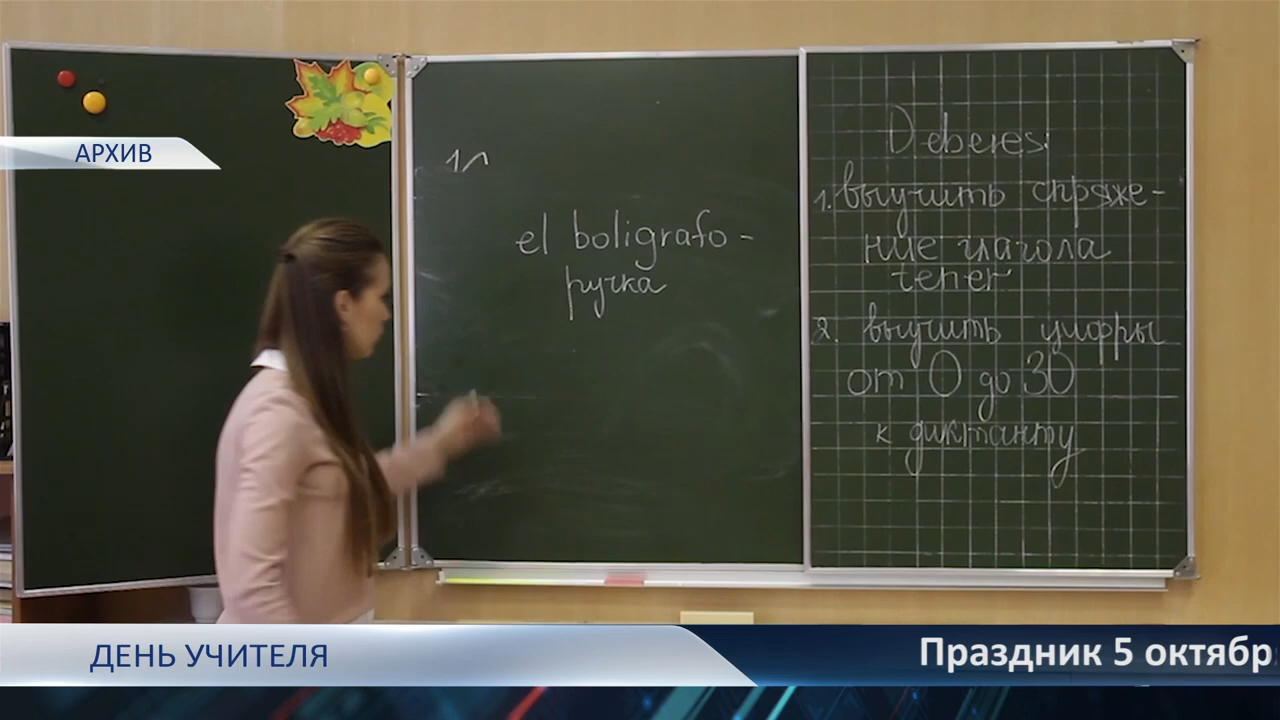 АРХИВ
el boligrafo -
ручка
Deberes:
1. выучить спряже-
ние глагола
tener
2. выучить цифры
от 0 до 30
к диктанту
ДЕНЬ УЧИТЕЛЯ
Праздник 5 октябр